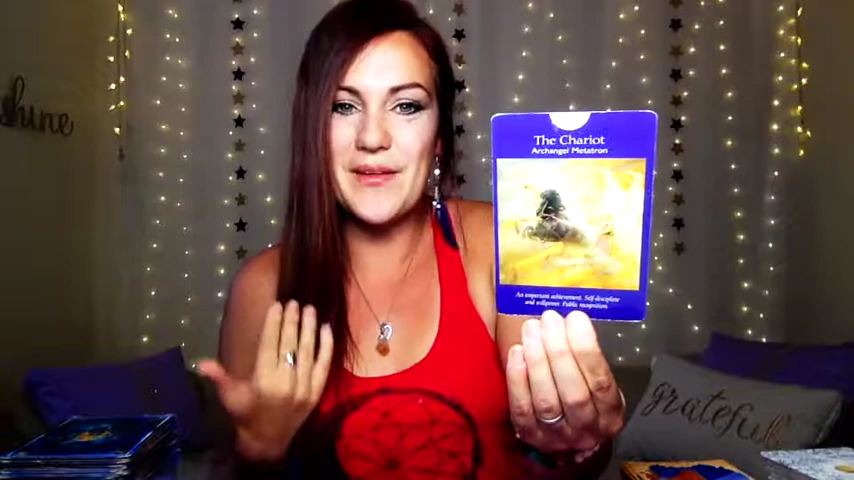 shine
The Chariot
Archangel Metatron
An important achievement. Self-discipline
and willpower. Public recognition.
Grateful